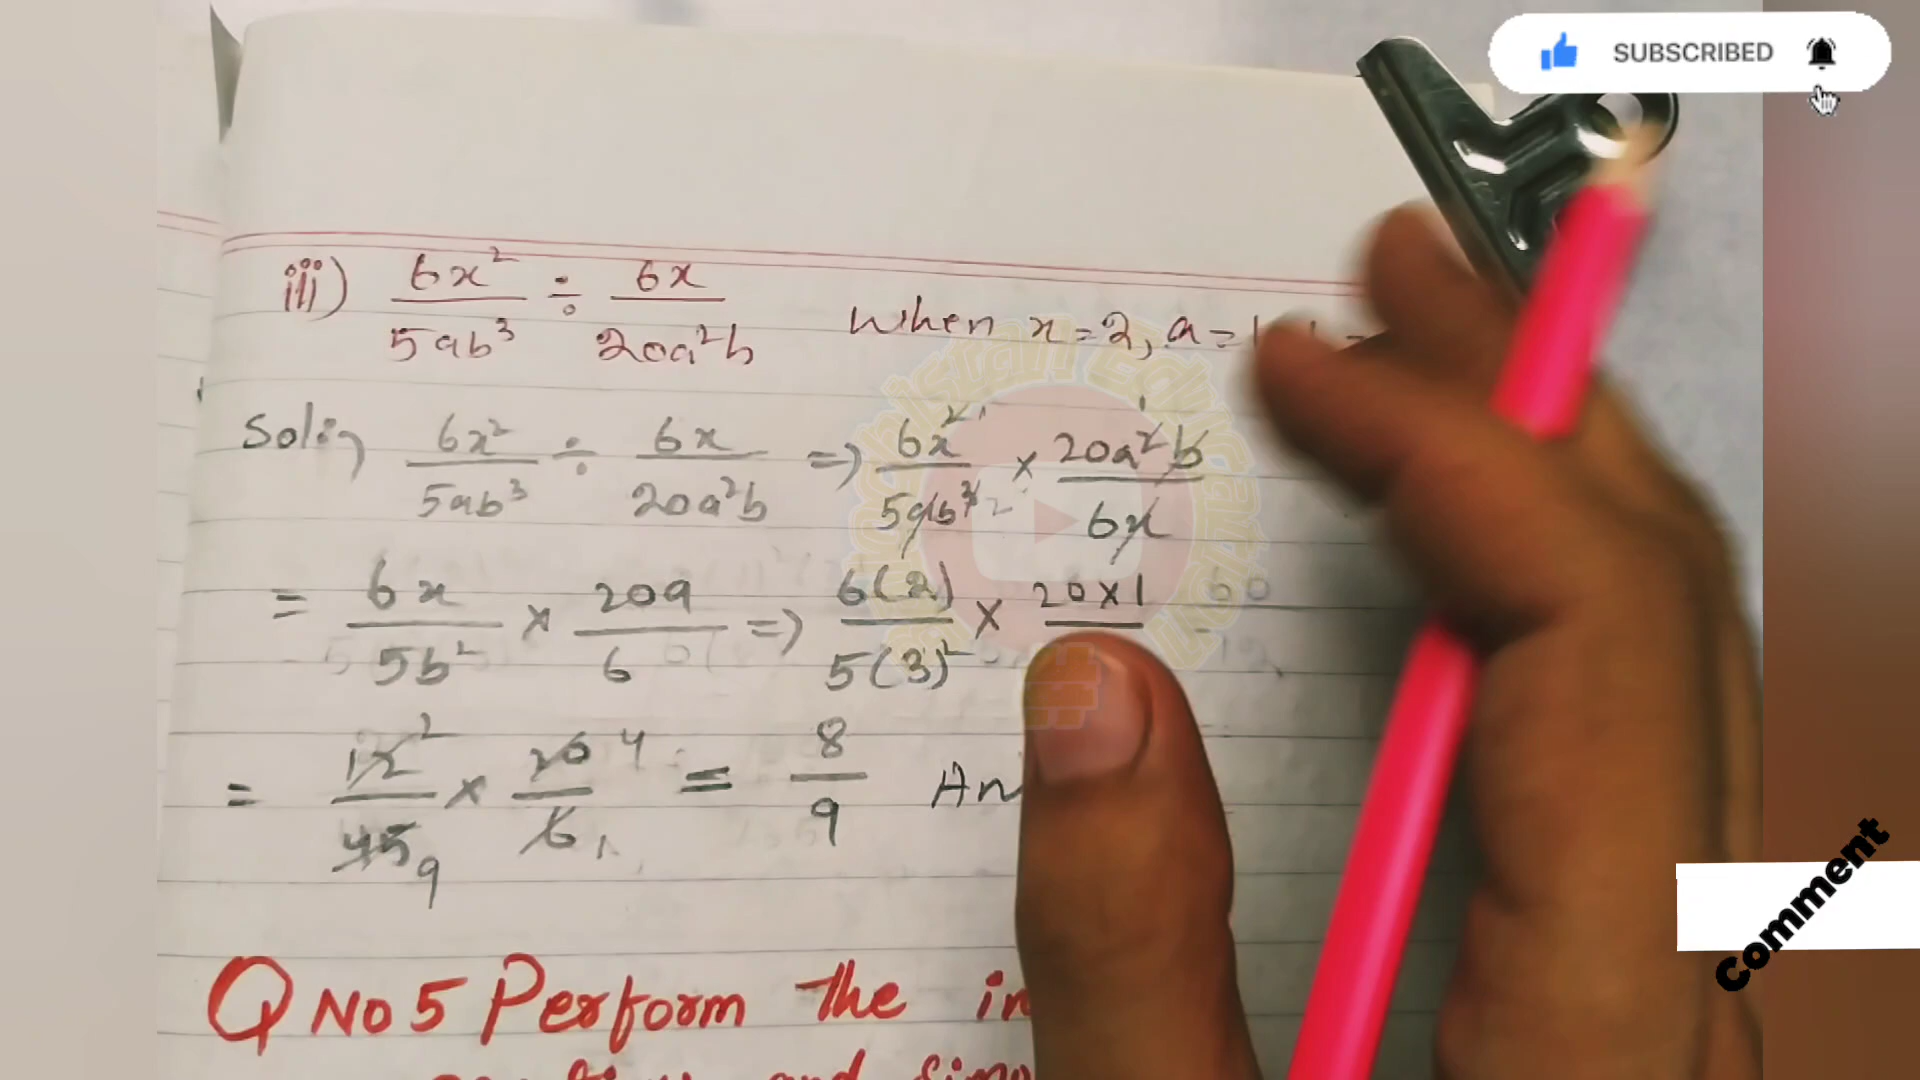 SUBSCRIBED
iii) 6x²/5ab³ ÷ 6x/20a²b When x=2, a=1
Sol:, 6x²/5ab³ ÷ 6x/20a²b => 6x²/5ab³ × 20a²b/6x
= 6x/5b² × 20a/6 => 6(2)/5(3)² × 20×1
= 12/45 × 20/6 = 8/9 An
Q NO 5 Perform the in
and
Comment